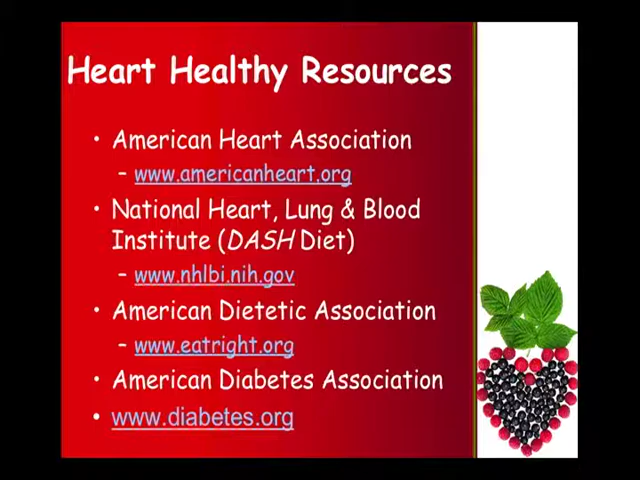 Heart Healthy Resources
• American Heart Association
– www.americanheart.org
• National Heart, Lung & Blood
Institute (DASH Diet)
– www.nhlbi.nih.gov
• American Dietetic Association
– www.eatright.org
• American Diabetes Association
• www.diabetes.org